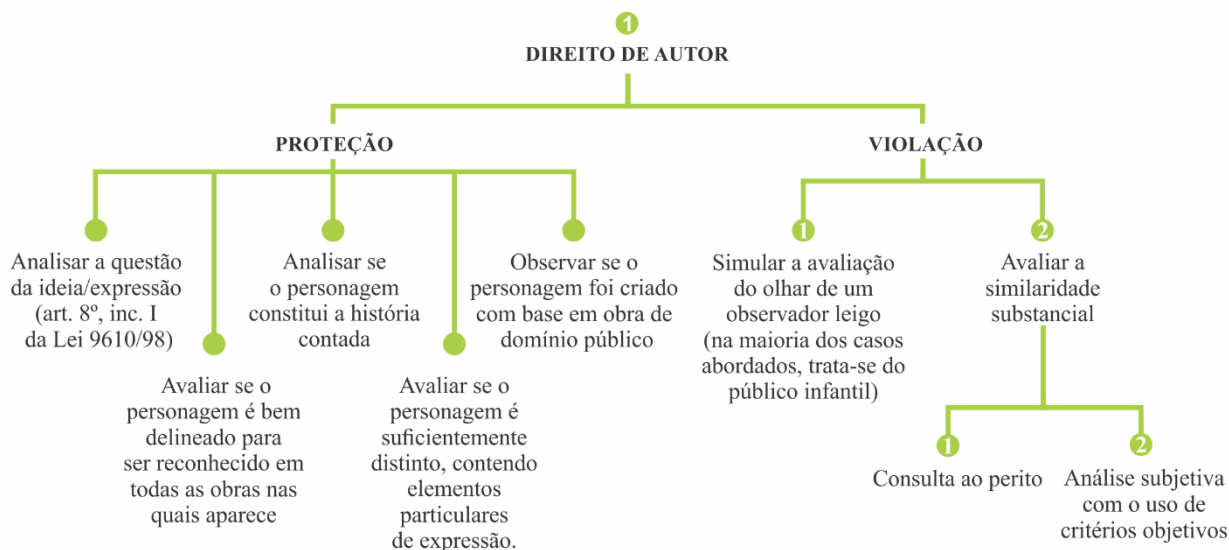 1
DIREITO DE AUTOR
PROTEÇÃO
VIOLAÇÃO
Analisar a questão
da ideia/expressão
(art. 8º, inc. I
da Lei 9610/98)
Avaliar se o
personagem é bem
delineado para
ser reconhecido em
todas as obras nas
quais aparece
Analisar se
o personagem
constitui a história
contada
Avaliar se o
personagem é
suficientemente
distinto, contendo
elementos
particulares
de expressão.
Observar se o
personagem foi criado
com base em obra de
domínio público
1
Simular a avaliação
do olhar de um
observador leigo
(na maioria dos casos
abordados, trata-se do
público infantil)
2
Avaliar a
similaridade
substancial
1
Consulta ao perito
2
Análise subjetiva
com o uso de
critérios objetivos